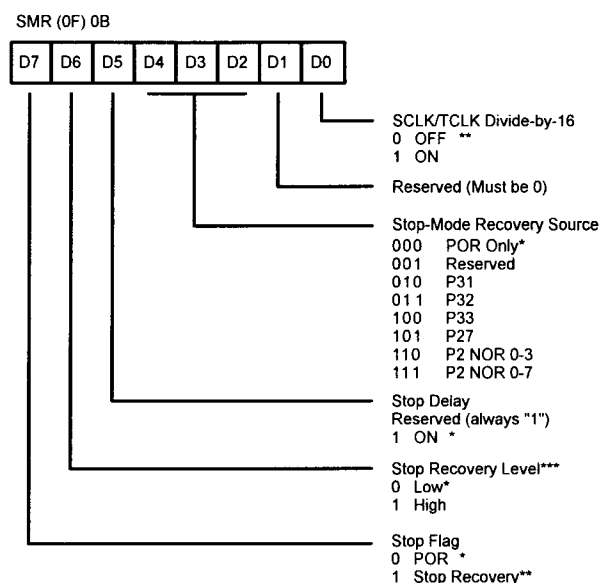 SMR (0F) 0B
D7 D6 D5 D4 D3 D2 D1 D0
SCLK/TCLK Divide-by-16
0 OFF **
1 ON
Reserved (Must be 0)
Stop-Mode Recovery Source
000 POR Only*
001 Reserved
010 P31
011 P32
100 P33
101 P27
110 P2 NOR 0-3
111 P2 NOR 0-7
Stop Delay
Reserved (always "1")
1 ON *
Stop Recovery Level***
0 Low*
1 High
Stop Flag
0 POR *
1 Stop Recovery**